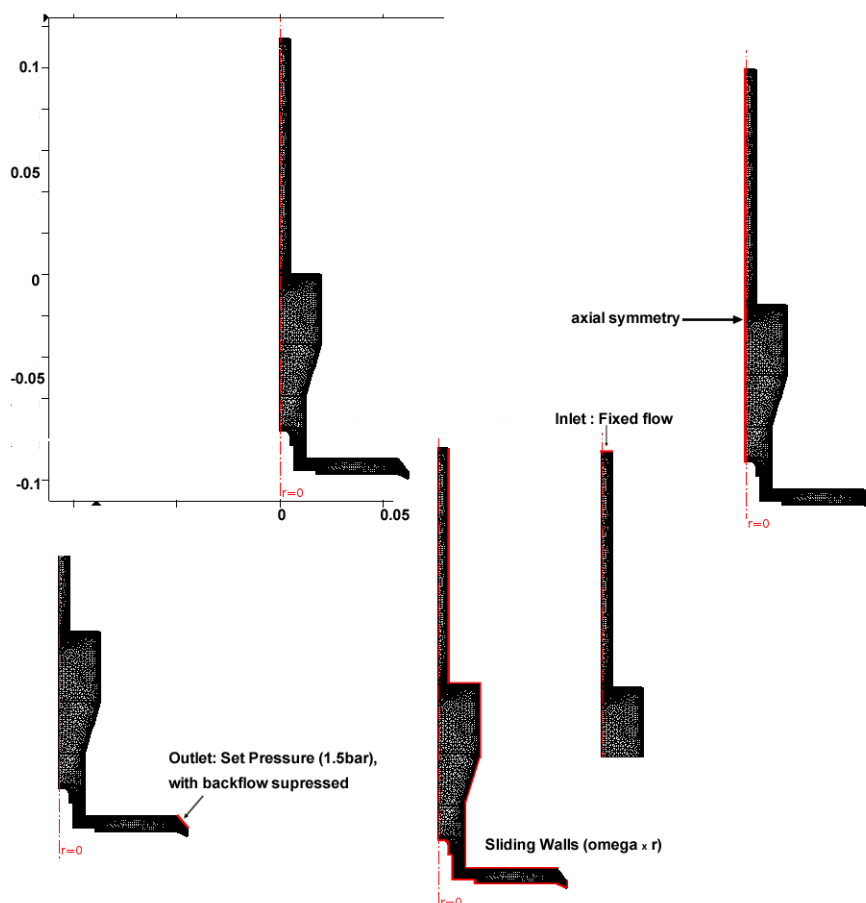 0.1
0.05
0
-0.05
-0.1
r=0
0
0.05
axial symmetry
r=0
Inlet : Fixed flow
Outlet: Set Pressure (1.5bar),
with backflow supressed
r=0
Sliding Walls (omega x r)
r=0